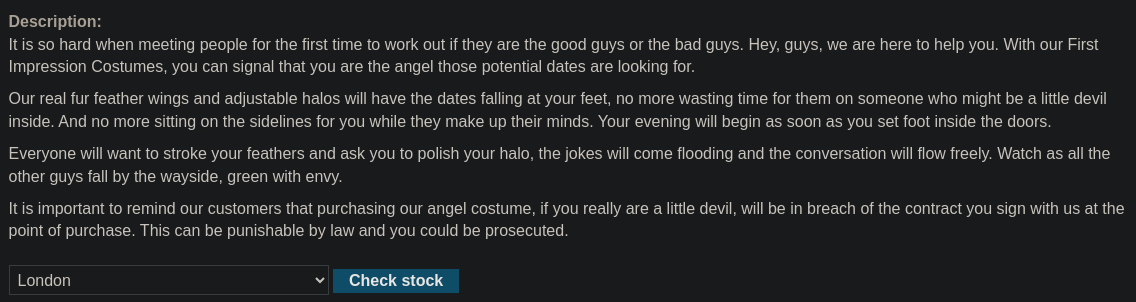 Description:
It is so hard when meeting people for the first time to work out if they are the good guys or the bad guys. Hey, guys, we are here to help you. With our First
Impression Costumes, you can signal that you are the angel those potential dates are looking for.
Our real fur feather wings and adjustable halos will have the dates falling at your feet, no more wasting time for them on someone who might be a little devil
inside. And no more sitting on the sidelines for you while they make up their minds. Your evening will begin as soon as you set foot inside the doors.
Everyone will want to stroke your feathers and ask you to polish your halo, the jokes will come flooding and the conversation will flow freely. Watch as all the
other guys fall by the wayside, green with envy.
It is important to remind our customers that purchasing our angel costume, if you really are a little devil, will be in breach of the contract you sign with us at the
point of purchase. This can be punishable by law and you could be prosecuted.
London Check stock